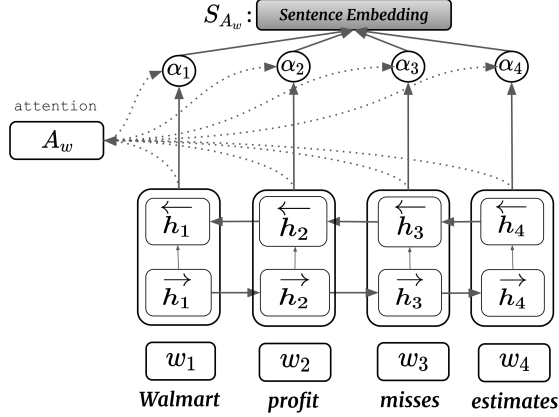 S_{A_w}: Sentence Embedding
α₁ α₂ α₃ α₄
attention
A_w
←h₁ ←h₂ ←h₃ ←h₄
→h₁ →h₂ →h₃ →h₄
w₁ w₂ w₃ w₄
Walmart profit misses estimates